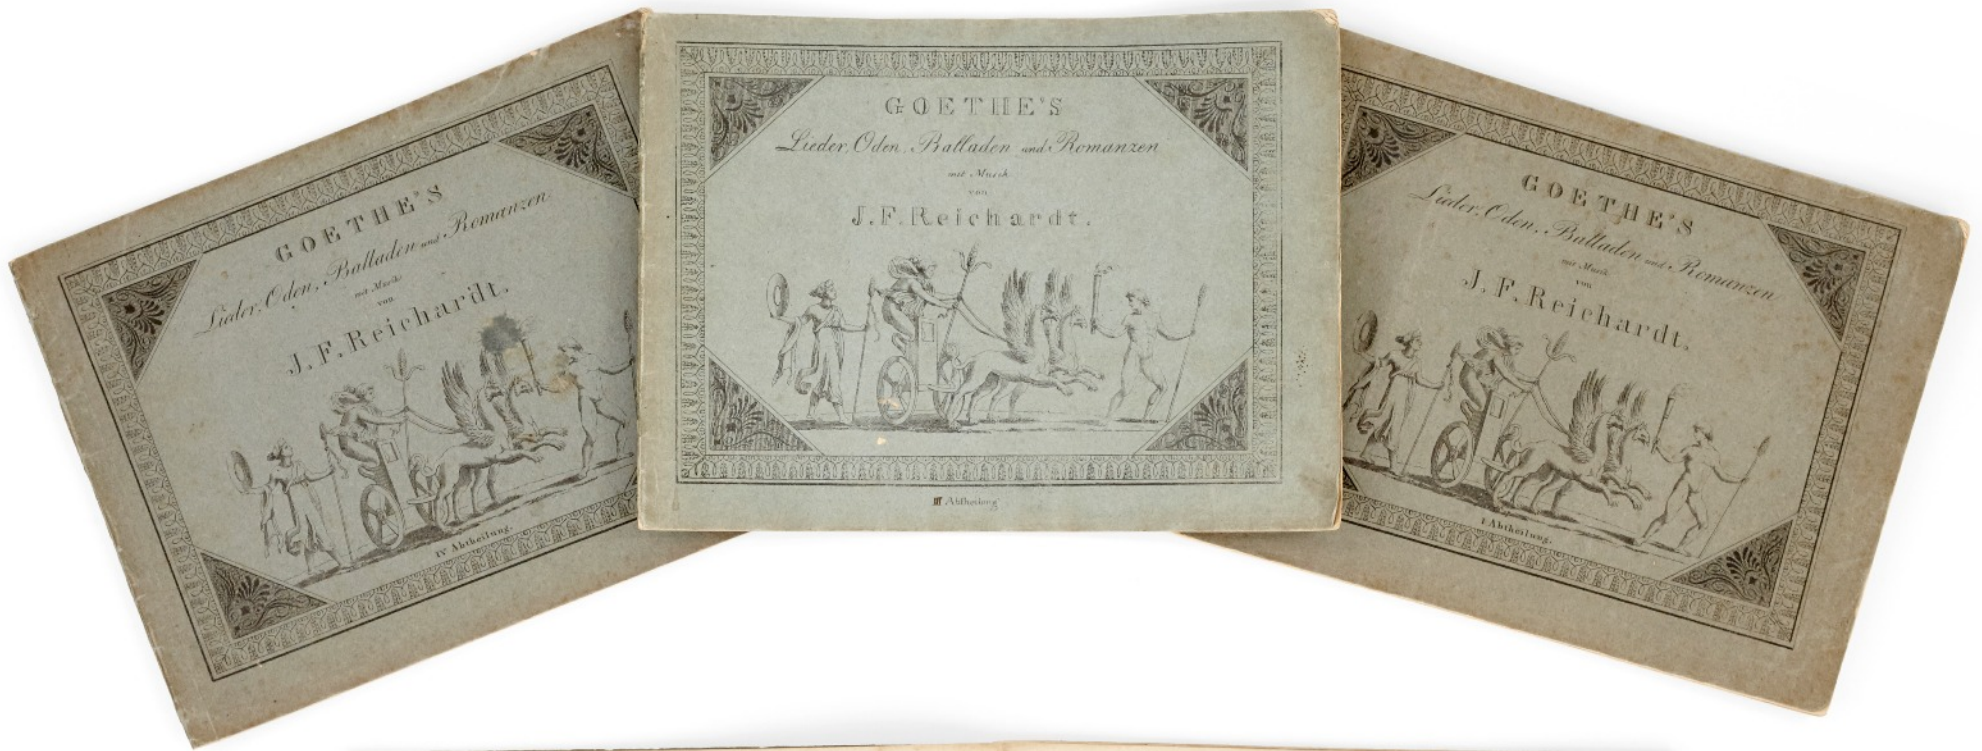 GOETHE'S
Lieder, Oden, Balladen und Romanzen
mit Musik
von
J. F. Reichardt.
IV Abtheilung.
GOETHE'S
Lieder, Oden, Balladen und Romanzen
mit Musik
von
J. F. Reichardt.
III Abtheilung
GOETHE'S
Lieder, Oden, Balladen und Romanzen
mit Musik
von
J. F. Reichardt.
I Abtheilung.